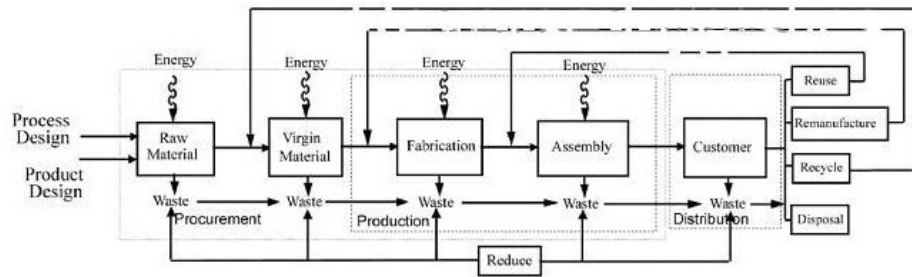 Energy
Energy
Energy
Energy
Reuse
Process
Design
Raw
Material
Virgin
Material
Fabrication
Assembly
Customer
Remanufacture
Product
Design
Recycle
Waste
Waste
Waste
Waste
Waste
Procurement
Production
Distribution
Disposal
Reduce